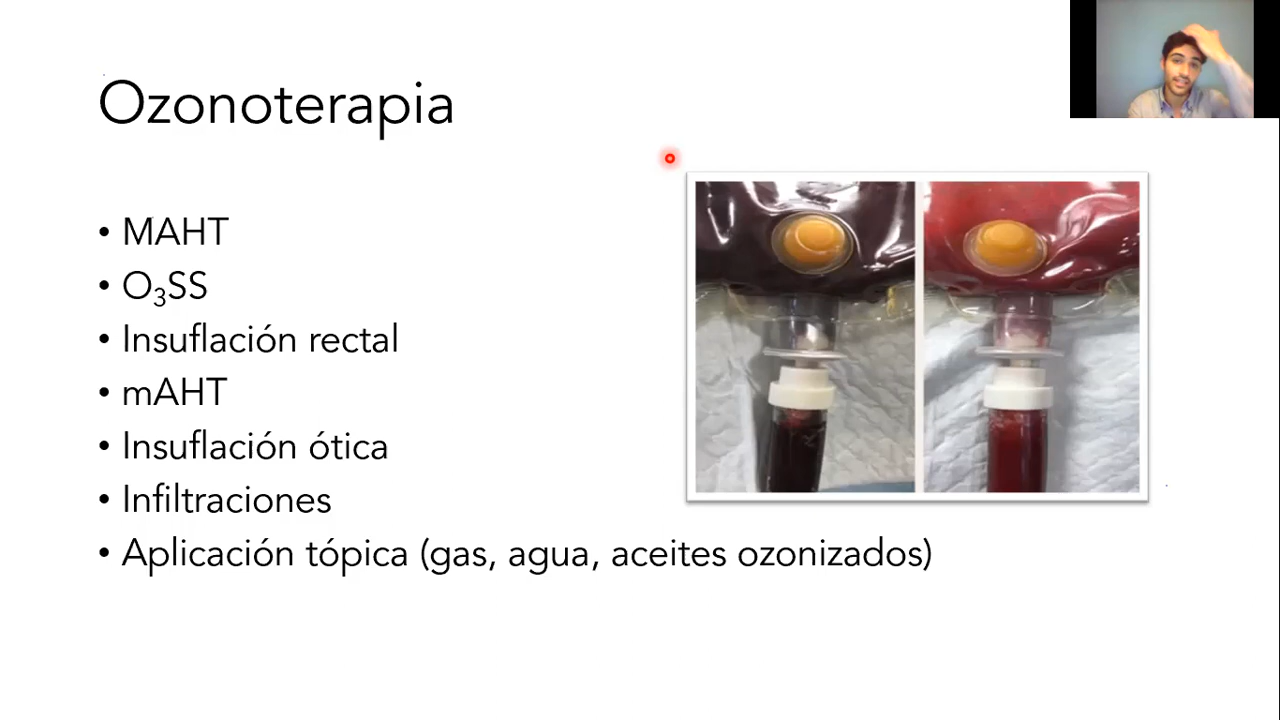 Ozonoterapia
• MAHT
• O₃SS
• Insuflación rectal
• mAHT
• Insuflación ótica
• Infiltraciones
• Aplicación tópica (gas, agua, aceites ozonizados)